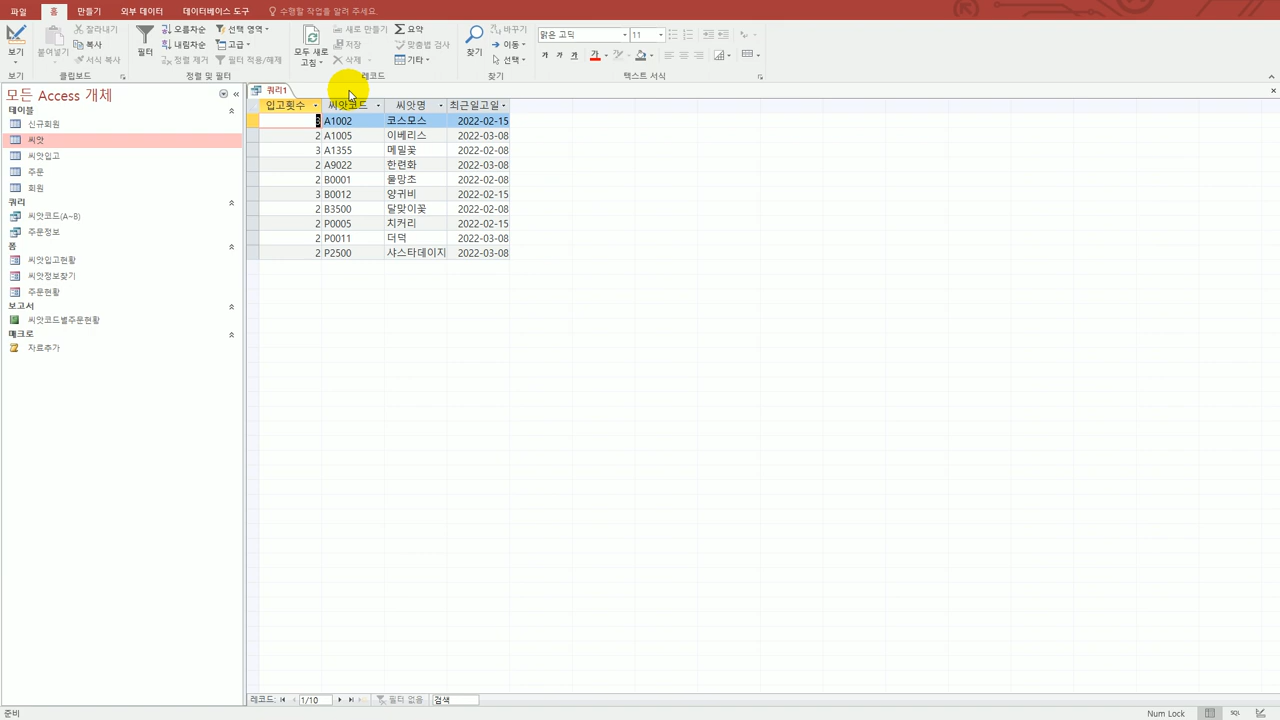 파일 홈 만들기 외부 데이터 데이터베이스 도구 수행할 작업을 알려 주세요.
잘라내기 오름차순 선택 영역 새로 만들기 요약 바꾸기 맑은 고딕 11
보기 붙여넣기 복사 필터 내림차순 고급 모두 새로 고침 저장 맞춤법 검사 찾기 이동
서식 복사 정렬 제거 필터 적용/해제 삭제 기타 선택 가 가 가 가
보기 클립보드 정렬 및 필터 레코드 찾기 텍스트 서식
모든 Access 개체
테이블
신규회원
씨앗
씨앗입고
주문
회원
쿼리
씨앗코드(A~B)
주문정보
폼
씨앗입고현황
씨앗정보찾기
주문현황
보고서
씨앗코드별주문현황
매크로
자료추가
쿼리1
입고횟수 씨앗코드 씨앗명 최근입고일
3 A1002 코스모스 2022-02-15
2 A1005 이베리스 2022-03-08
3 A1355 메밀꽃 2022-02-08
2 A9022 한련화 2022-03-08
2 B0001 물망초 2022-02-08
3 B0012 양귀비 2022-02-15
2 B3500 달맞이꽃 2022-02-08
2 P0005 치커리 2022-02-15
2 P0011 더덕 2022-03-08
2 P2500 샤스타데이지 2022-03-08
레코드: 1/10 필터 없음 검색
준비 Num Lock SQL